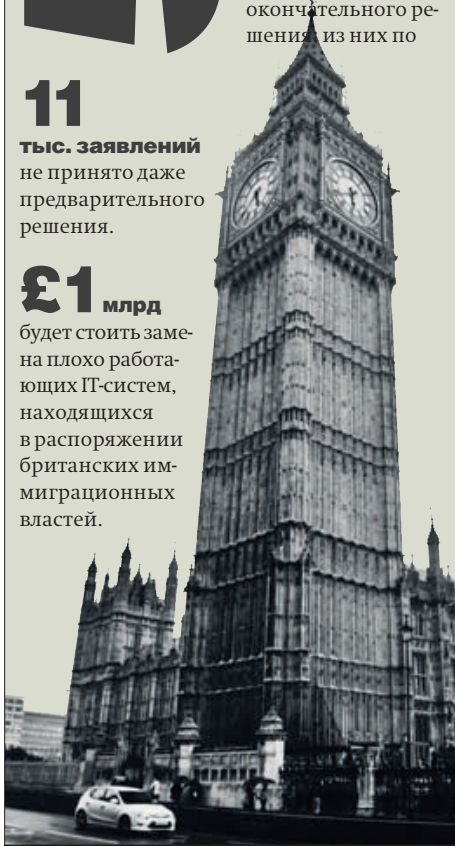 окончательного ре-
шения: из них по
11
тыс. заявлений
не принято даже
предварительного
решения.
£1 млрд
будет стоить заме-
на плохо работа-
ющих IT-систем,
находящихся
в распоряжении
британских им-
миграционных
властей.